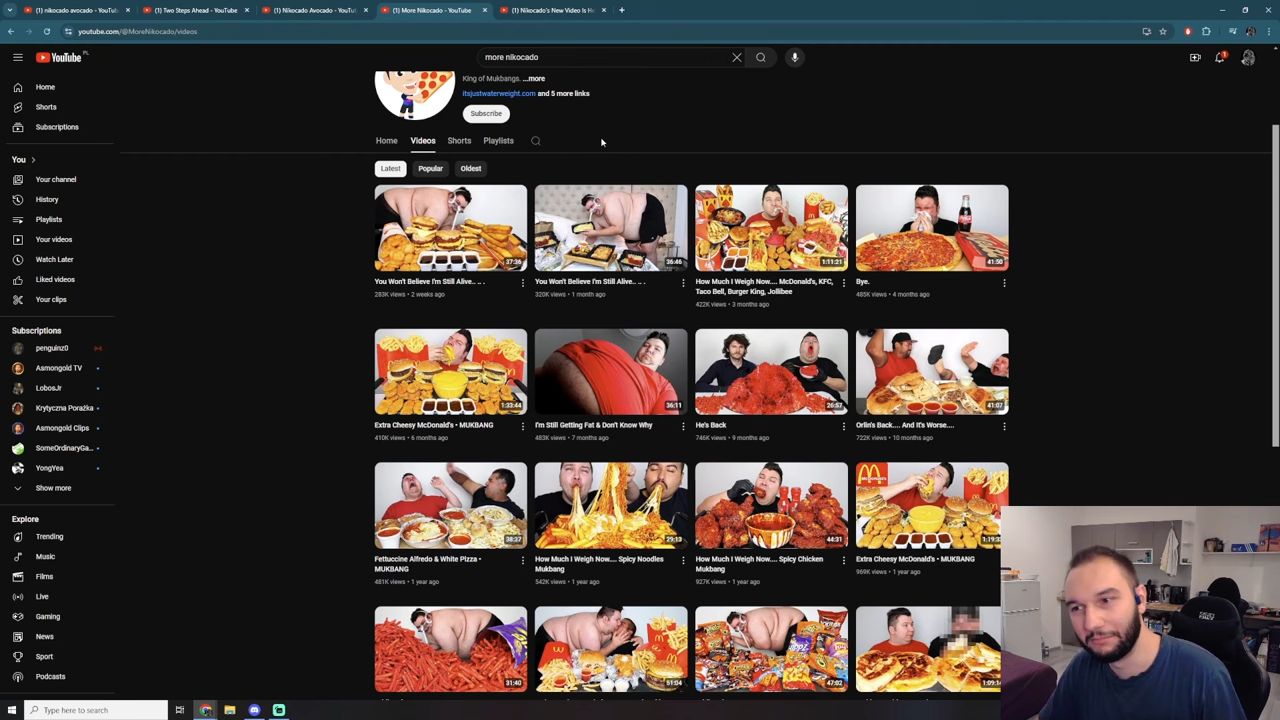 (1) nikocado avocado - YouTube
(1) Two Steps Ahead - YouTube
(1) Nikocado Avocado - YouTube
(1) More Nikocado - YouTube
(1) Nikocado's New Video Is He
youtube.com/@MoreNikocado/videos
YouTube PL
more nikocado
1
King of Mukbangs. ...more
itsjustwaterweight.com and 5 more links
Subscribe
Home
Videos
Shorts
Playlists
Latest
Popular
Oldest
Home
Shorts
Subscriptions
You
Your channel
History
Playlists
Your videos
Watch Later
Liked videos
Your clips
Subscriptions
penguinz0
Asmongold TV
LobosJr
Krytyczna Porażka
Asmongold Clips
SomeOrdinaryGa...
YongYea
Show more
Explore
Trending
Music
Films
Live
Gaming
News
Sport
Podcasts
37:36
36:46
1:11:21
41:50
You Won't Believe I'm Still Alive.. .. .
283K views • 2 weeks ago
You Won't Believe I'm Still Alive.. .. .
320K views • 1 month ago
How Much I Weigh Now.... McDonald's, KFC,
Taco Bell, Burger King, Jollibee
422K views • 3 months ago
Bye.
485K views • 4 months ago
1:33:44
36:11
26:57
41:07
Extra Cheesy McDonald's • MUKBANG
410K views • 6 months ago
I'm Still Getting Fat & Don't Know Why
483K views • 7 months ago
He's Back
746K views • 9 months ago
Orlin's Back.... And It's Worse....
722K views • 10 months ago
38:37
29:13
44:31
1:19:3
Fettuccine Alfredo & White Pizza •
MUKBANG
481K views • 1 year ago
How Much I Weigh Now.... Spicy Noodles
Mukbang
542K views • 1 year ago
How Much I Weigh Now.... Spicy Chicken
Mukbang
927K views • 1 year ago
Extra Cheesy McDonald's • MUKBANG
969K views • 1 year ago
31:40
51:04
47:02
1:09:1
Type here to search